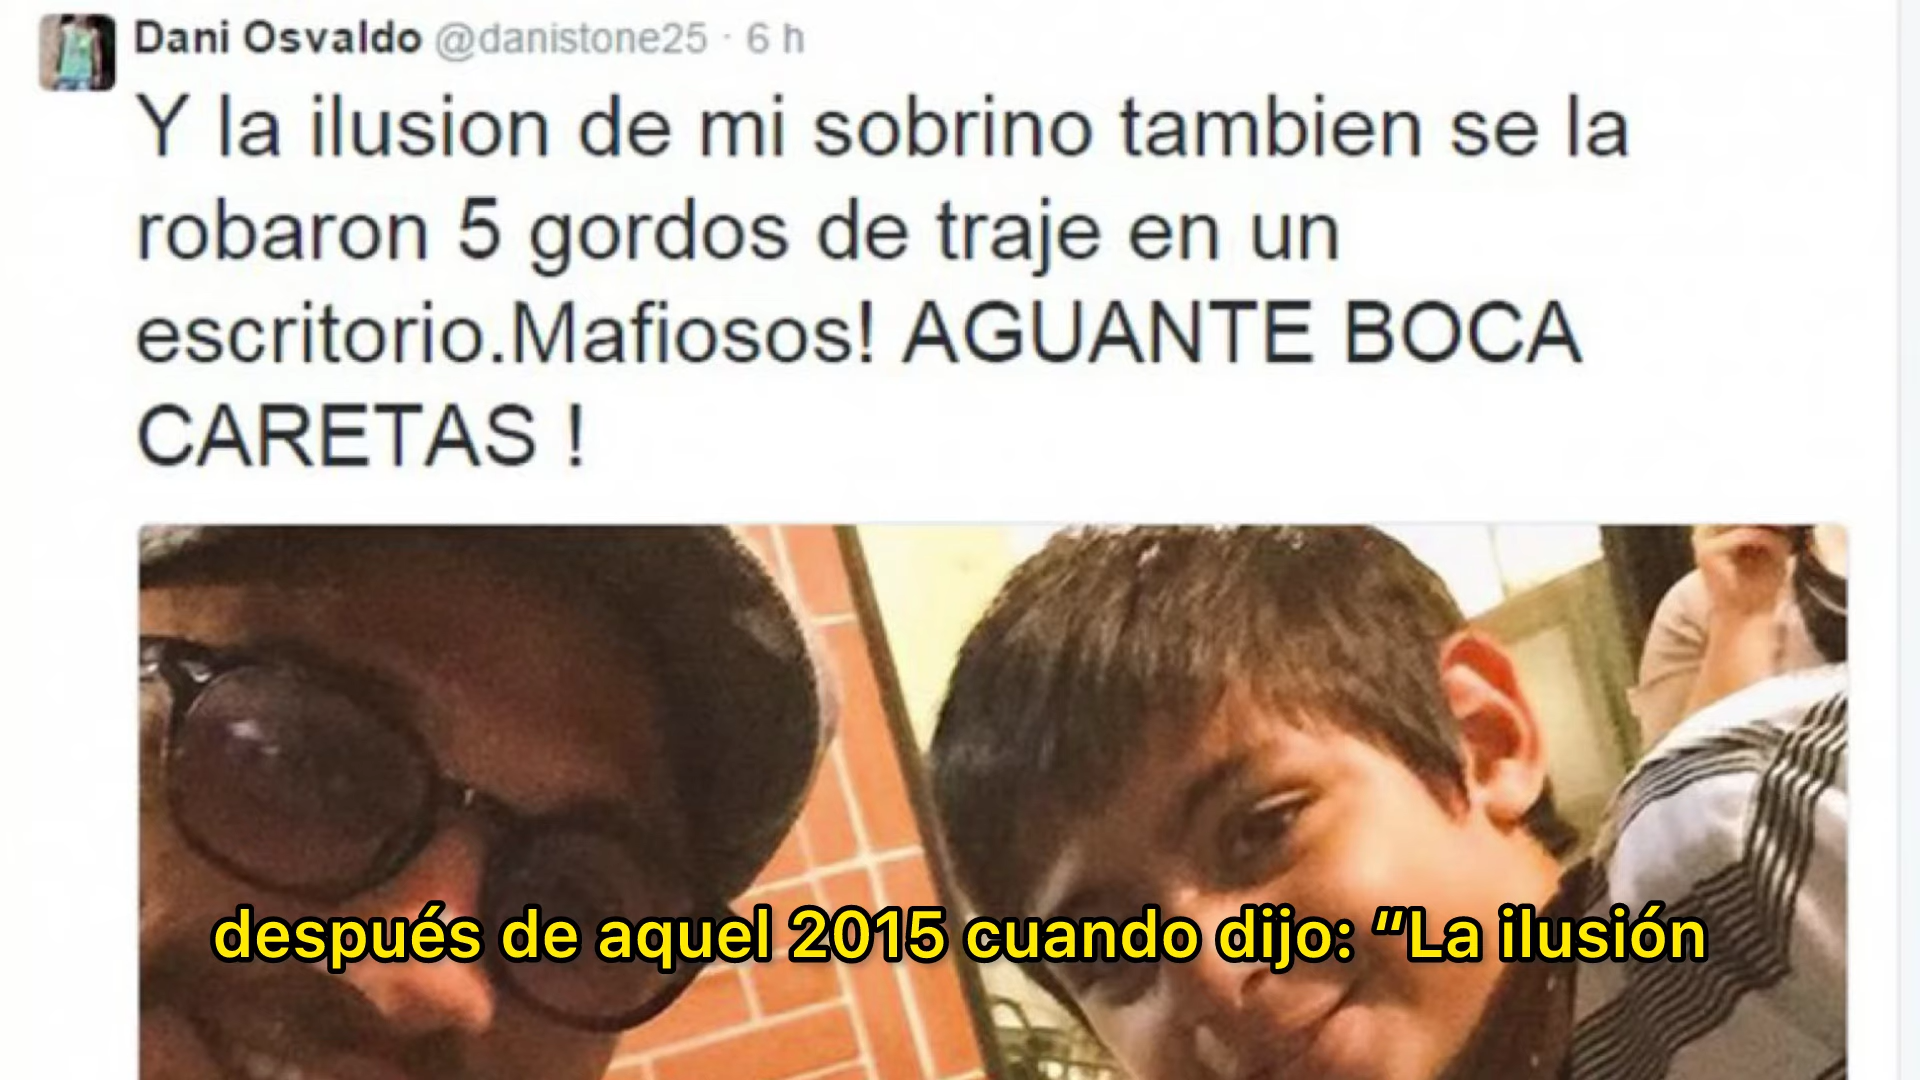 Dani Osvaldo @danistone25 · 6 h
Y la ilusion de mi sobrino tambien se la
robaron 5 gordos de traje en un
escritorio.Mafiosos! AGUANTE BOCA
CARETAS !
después de aquel 2015 cuando dijo: “La ilusión